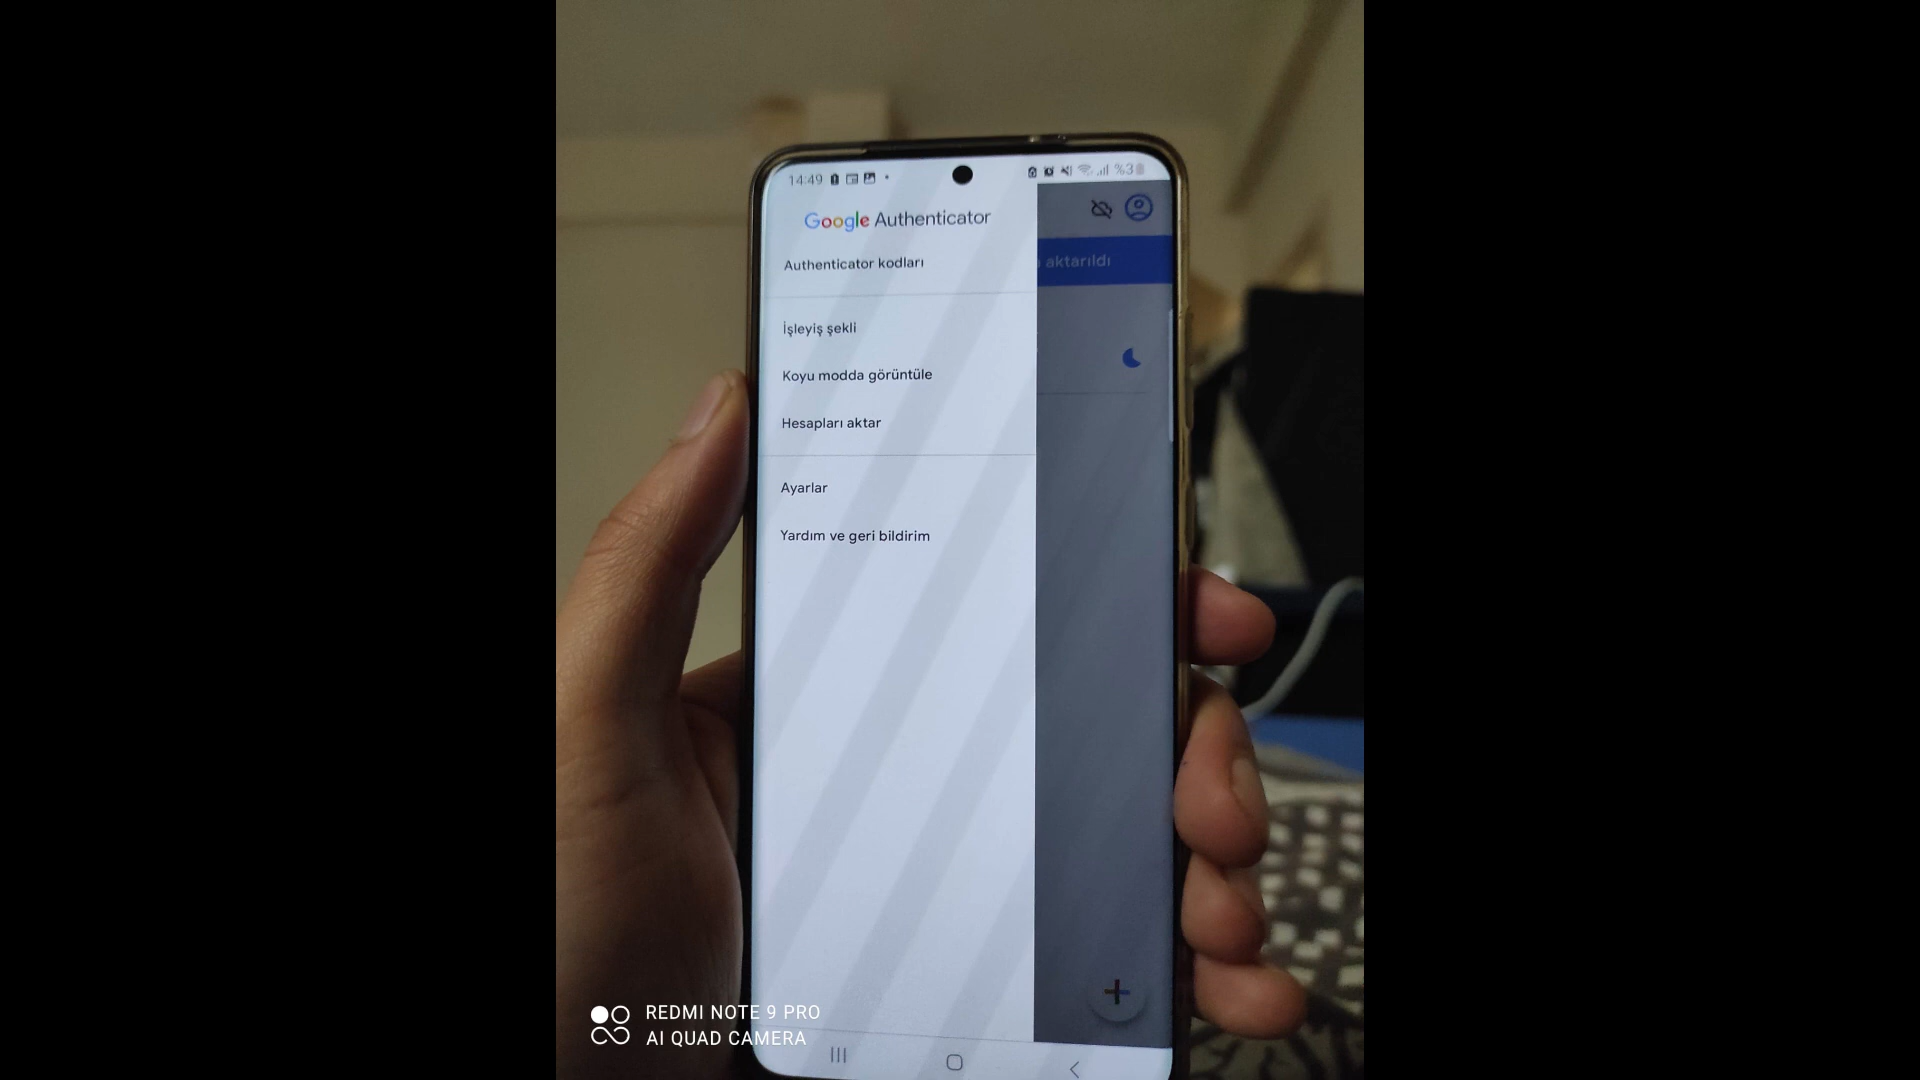 14:49
%3
Google Authenticator
Authenticator kodları
aktarıldı
İşleyiş şekli
Koyu modda görüntüle
Hesapları aktar
Ayarlar
Yardım ve geri bildirim
REDMI NOTE 9 PRO
AI QUAD CAMERA